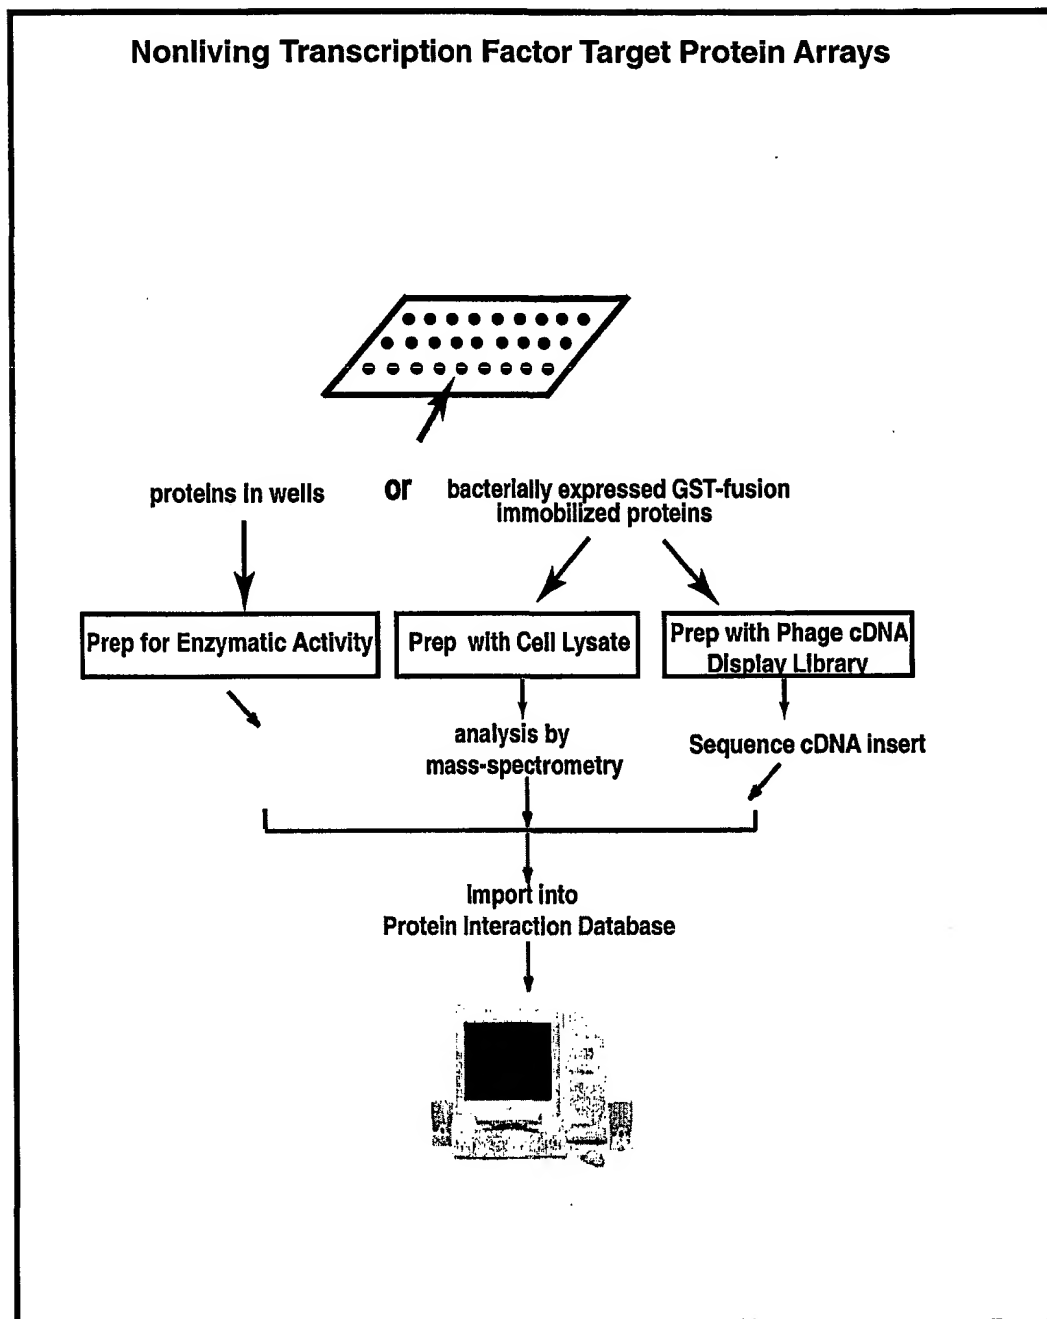 Nonliving Transcription Factor Target Protein Arrays
proteins in wells or bacterially expressed GST-fusion
immobilized proteins
Prep for Enzymatic Activity
Prep with Cell Lysate
Prep with Phage cDNA
Display Library
analysis by
mass-spectrometry
Sequence cDNA insert
Import into
Protein Interaction Database